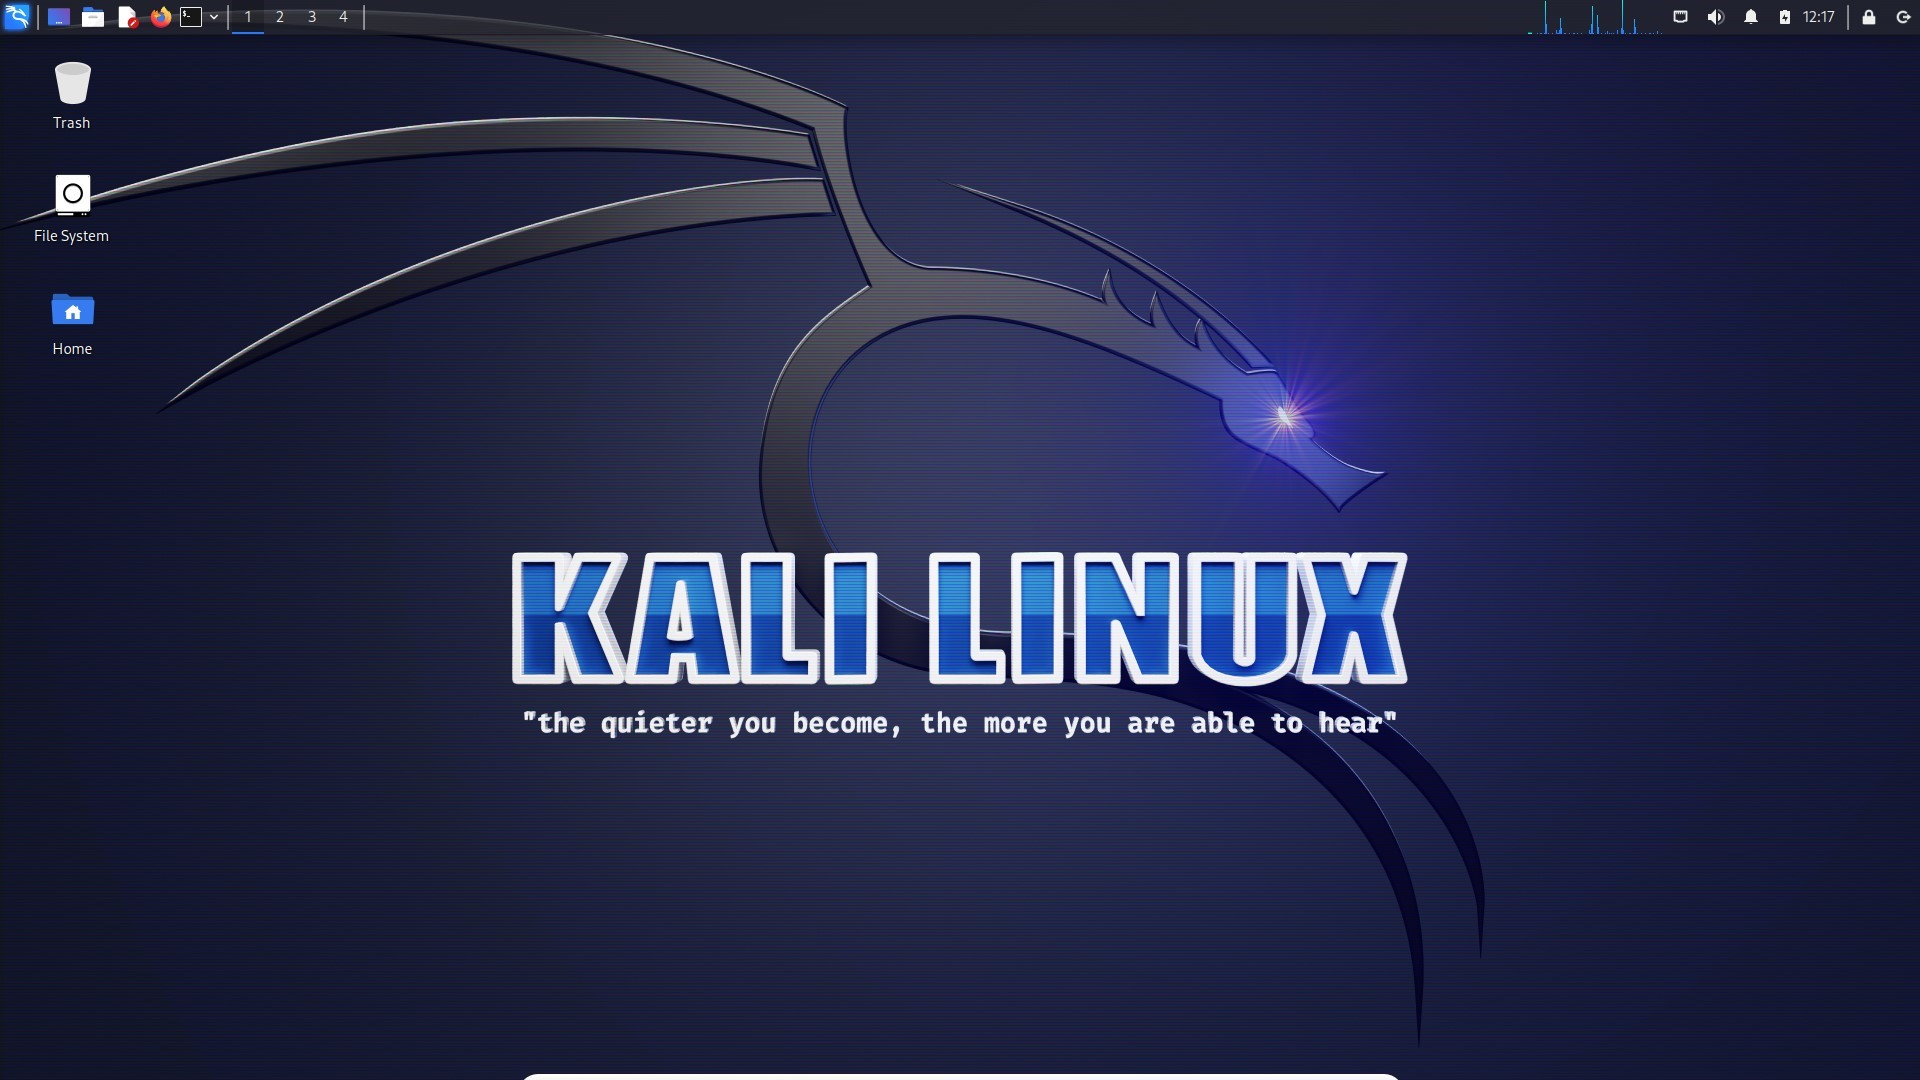 1 2 3 4
12:17
Trash
File System
Home
KALI LINUX
"the quieter you become, the more you are able to hear"